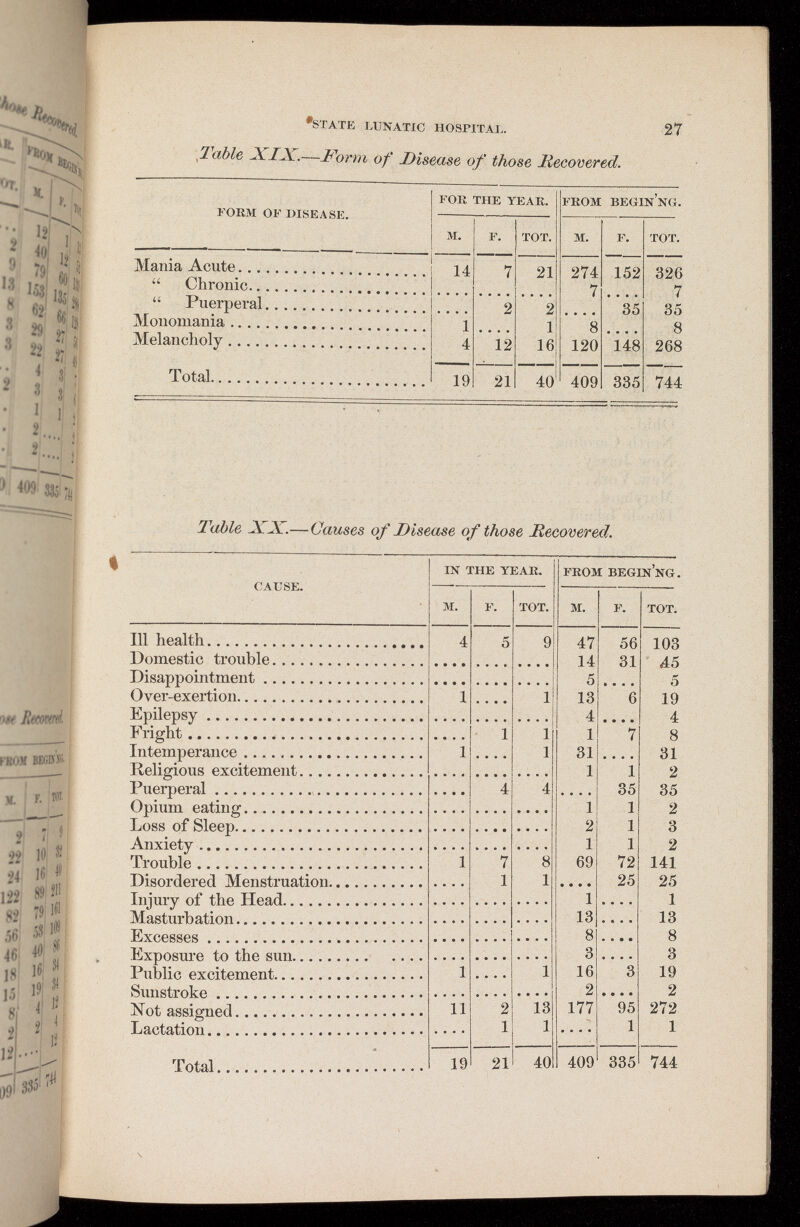 STATE LUNATIC HOSPITAL. 27
Table XIX.—Form of Disease of those Recovered.
FORM OF DISEASE. FOR THE YEAR. FROM BEGIN'NG.
M. F. TOT. M. F. TOT.
Mania Acute 14 7 21 274 152 326
“ Chronic .... .... .... 7 .... 7
“ Puerperal .... 2 2 .... 35 35
Monomania 1 .... 1 8 .... 8
Melancholy 4 12 16 120 148 268
Total 19 21 40 409 335 744
Table XX.—Causes of Disease of those Recovered.
CAUSE. IN THE YEAR. FROM BEGIN'NG.
M. F. TOT. M. F. TOT.
Ill health 4 5 9 47 56 103
Domestic trouble .... .... .... 14 31 45
Disappointment .... .... .... 5 .... 5
Over-exertion 1 .... 1 13 6 19
Epilepsy .... .... .... 4 .... 4
Fright .... 1 1 1 7 8
Intemperance 1 .... 1 31 .... 31
Religious excitement .... .... .... 1 1 2
Puerperal .... 4 4 .... 35 35
Opium eating .... .... .... 1 1 2
Loss of Sleep .... .... .... 2 1 3
Anxiety .... .... .... 1 1 2
Trouble 1 7 8 69 72 141
Disordered Menstruation .... 1 1 .... 25 25
Injury of the Head .... .... .... 1 .... 1
Masturbation .... .... .... 13 .... 13
Excesses .... .... .... 8 .... 8
Exposure to the sun .... .... .... 3 .... 3
Public excitement 1 .... 1 16 3 19
Sunstroke .... .... .... 2 .... 2
Not assigned 11 2 13 177 95 272
Lactation .... 1 1 .... 1 1
Total 19 21 40 409 335 744